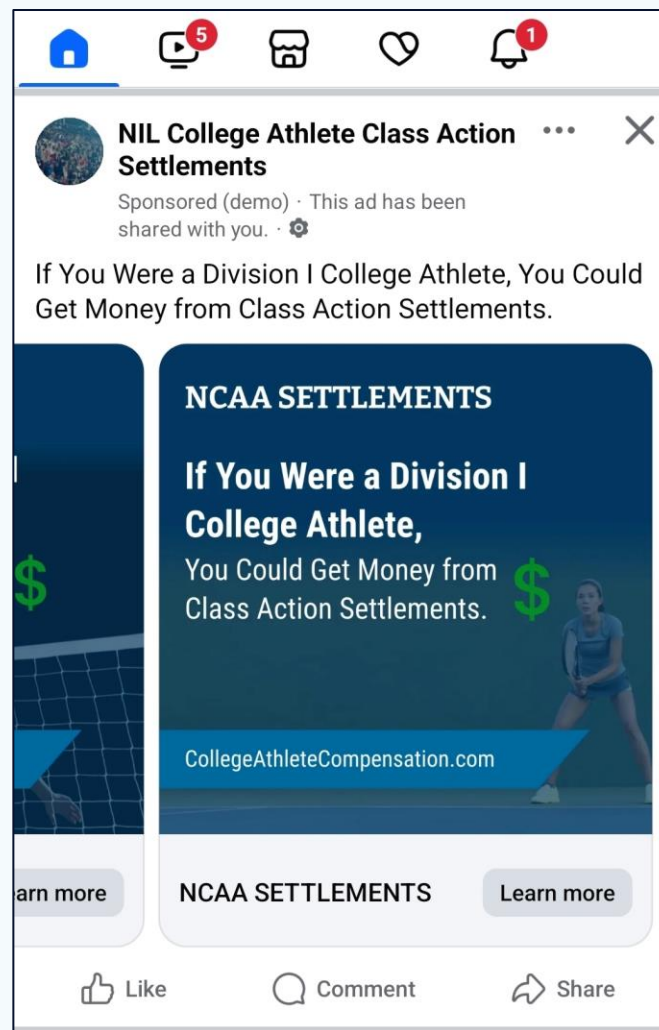 5
1
NIL College Athlete Class Action
Settlements
Sponsored (demo) · This ad has been
shared with you. ·
If You Were a Division I College Athlete, You Could
Get Money from Class Action Settlements.
$
NCAA SETTLEMENTS
If You Were a Division I
College Athlete,
You Could Get Money from
Class Action Settlements.
$
CollegeAthleteCompensation.com
earn more
NCAA SETTLEMENTS
Learn more
Like
Comment
Share